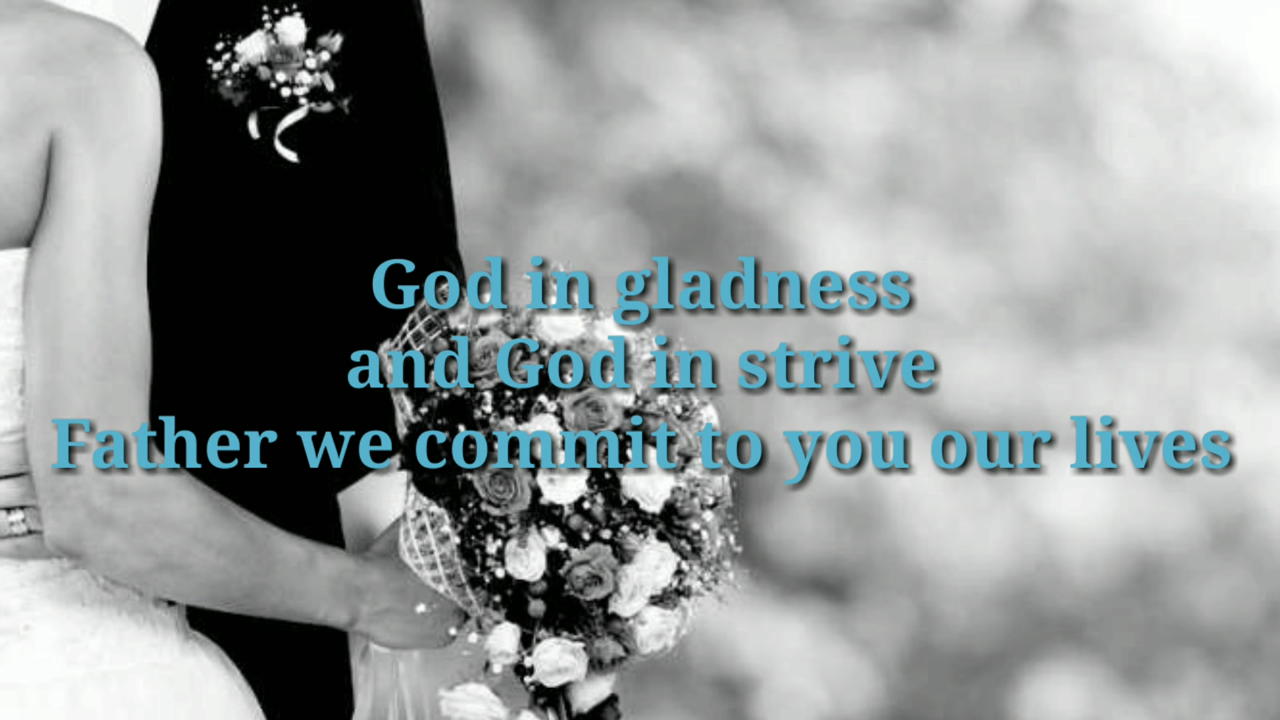 God in gladness
and God in strive
Father we commit to you our lives